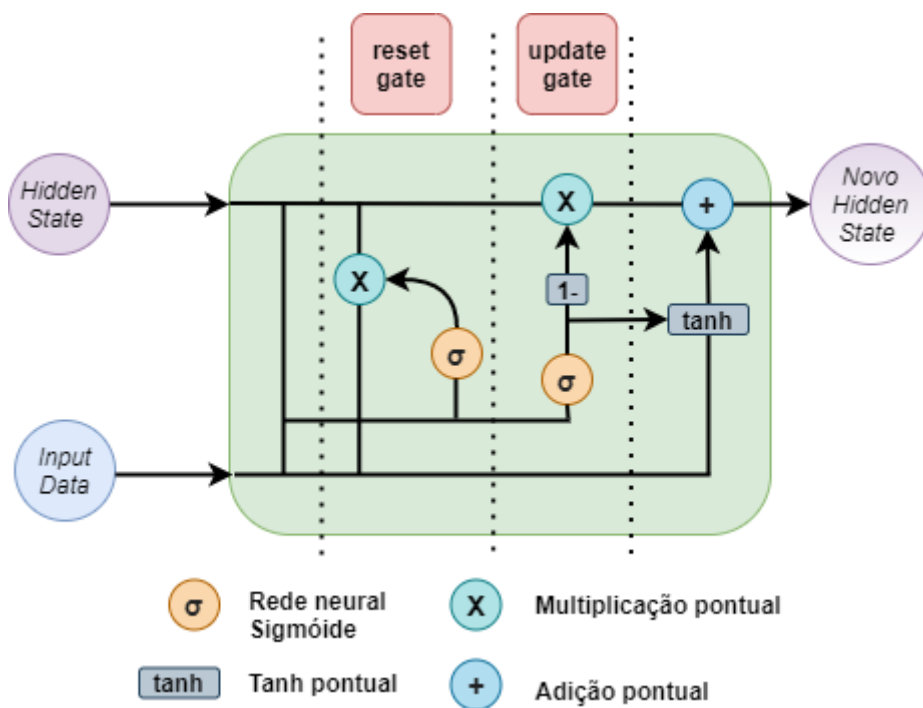 reset
gate
update
gate
Hidden
State
X
+
Novo
Hidden
State
X
1-
tanh
σ
σ
Input
Data
σ
Rede neural
Sigmóide
X
Multiplicação pontual
tanh
Tanh pontual
+
Adição pontual